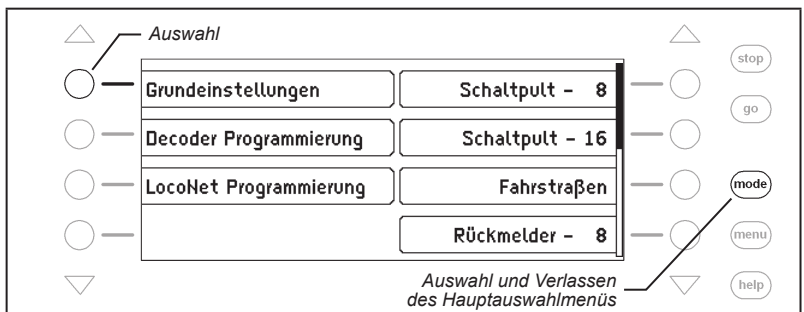 Auswahl
stop
Grundeinstellungen
Schaltpult - 8
go
Decoder Programmierung
Schaltpult - 16
LocoNet Programmierung
Fahrstraßen
mode
Rückmelder - 8
menu
Auswahl und Verlassen
des Hauptauswahlmenüs
help